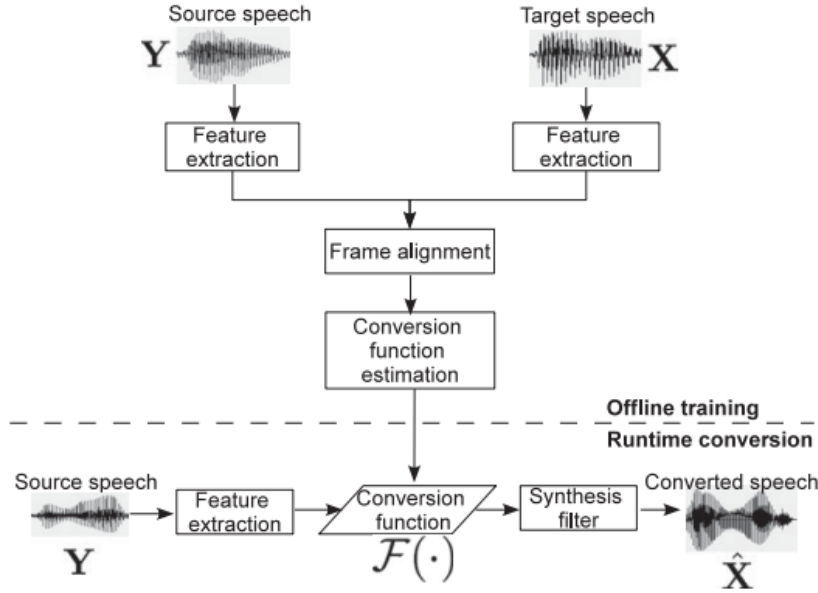 Source speech
Target speech
Y
X
Feature
extraction
Feature
extraction
Frame alignment
Conversion
function
estimation
Offline training
Runtime conversion
Source speech
Feature
extraction
Conversion
function
Synthesis
filter
Converted speech
Y
F(·)
X̂